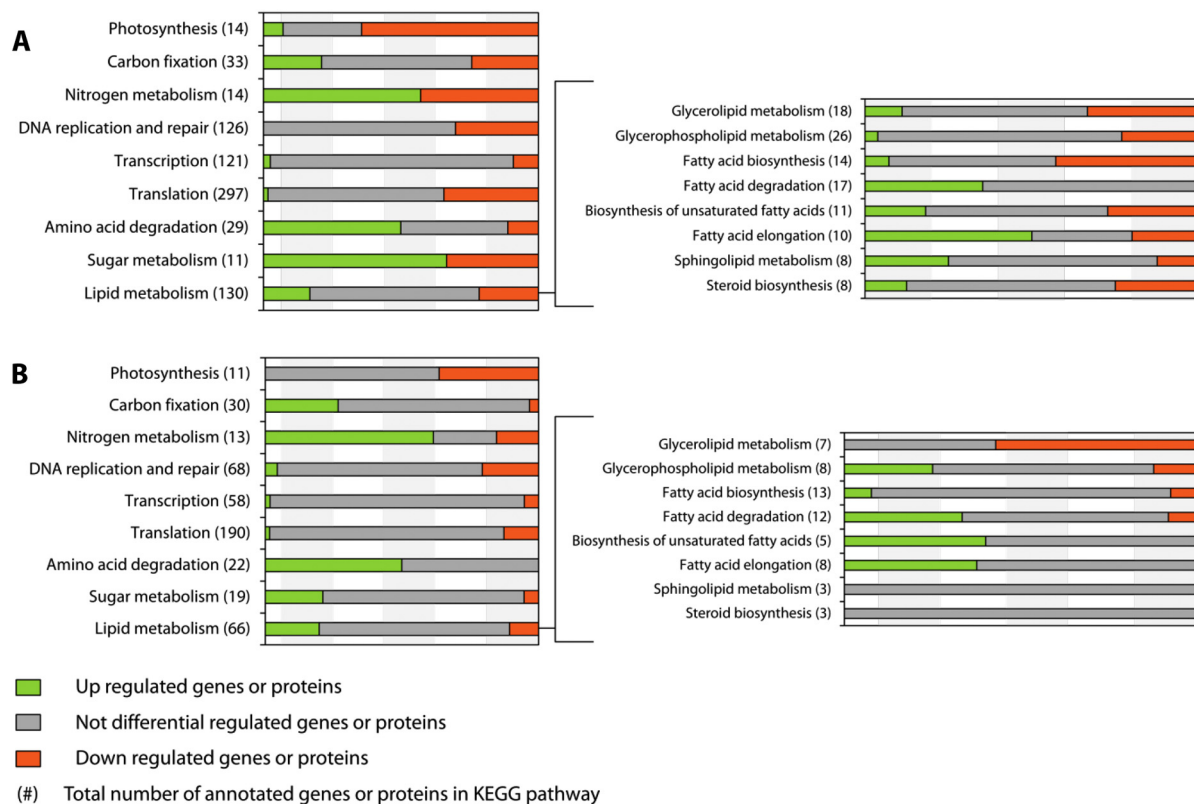 A
Photosynthesis (14)
Carbon fixation (33)
Nitrogen metabolism (14)
DNA replication and repair (126)
Transcription (121)
Translation (297)
Amino acid degradation (29)
Sugar metabolism (11)
Lipid metabolism (130)
Glycerolipid metabolism (18)
Glycerophospholipid metabolism (26)
Fatty acid biosynthesis (14)
Fatty acid degradation (17)
Biosynthesis of unsaturated fatty acids (11)
Fatty acid elongation (10)
Sphingolipid metabolism (8)
Steroid biosynthesis (8)
B
Photosynthesis (11)
Carbon fixation (30)
Nitrogen metabolism (13)
DNA replication and repair (68)
Transcription (58)
Translation (190)
Amino acid degradation (22)
Sugar metabolism (19)
Lipid metabolism (66)
Glycerolipid metabolism (7)
Glycerophospholipid metabolism (8)
Fatty acid biosynthesis (13)
Fatty acid degradation (12)
Biosynthesis of unsaturated fatty acids (5)
Fatty acid elongation (8)
Sphingolipid metabolism (3)
Steroid biosynthesis (3)
Up regulated genes or proteins
Not differential regulated genes or proteins
Down regulated genes or proteins
(#) Total number of annotated genes or proteins in KEGG pathway